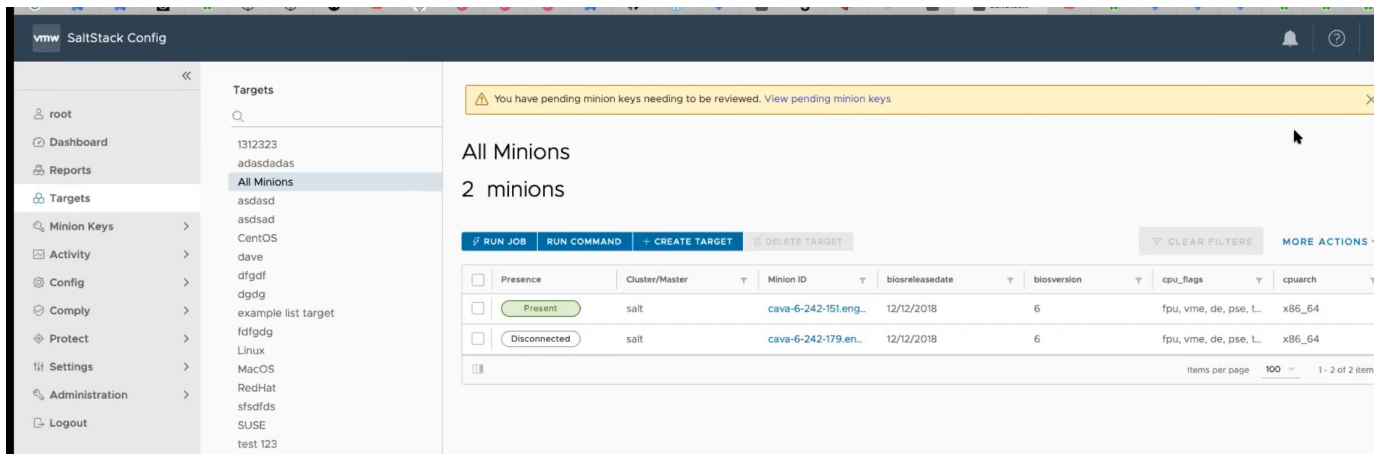 vmw SaltStack Config
Targets
You have pending minion keys needing to be reviewed. View pending minion keys
root
Dashboard
Reports
Targets
Minion Keys
Activity
Config
Comply
Protect
Settings
Administration
Logout
1312323
adasdadas
All Minions
asdasd
asdsad
CentOS
dave
dfgdf
dgdg
example list target
fdfgdg
Linux
MacOS
RedHat
sfsdfds
SUSE
test 123
All Minions
2 minions
RUN JOB RUN COMMAND + CREATE TARGET DELETE TARGET CLEAR FILTERS MORE ACTIONS
Presence Cluster/Master Minion ID biosreleasedate biosversion cpu_flags cpuarch
Present salt cava-6-242-151.eng... 12/12/2018 6 fpu, vme, de, pse, t... x86_64
Disconnected salt cava-6-242-179.en... 12/12/2018 6 fpu, vme, de, pse, t... x86_64
Items per page 100 1 - 2 of 2 item